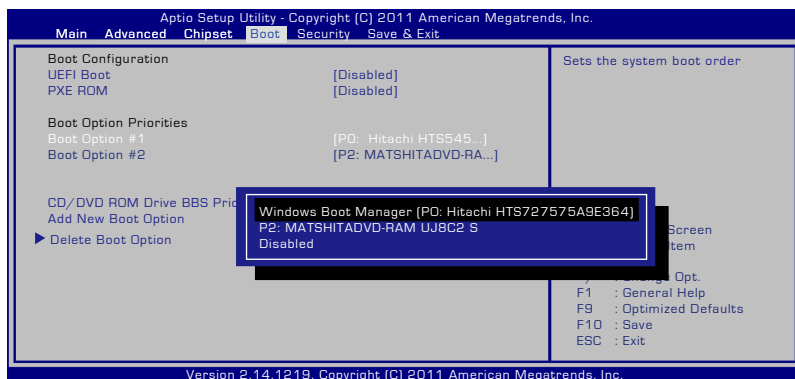 Aptio Setup Utility - Copyright (C) 2011 American Megatrends, Inc.
Main Advanced Chipset Boot Security Save & Exit
Boot Configuration
UEFI Boot [Disabled]
PXE ROM [Disabled]
Boot Option Priorities
Boot Option #1 [P0: Hitachi HTS545...]
Boot Option #2 [P2: MATSHITADVD-RA...]
CD/DVD ROM Drive BBS
Add New Boot Option
Delete Boot Option
Sets the system boot order
Windows Boot Manager (P0: Hitachi HTS727575A9E364)
P2: MATSHITADVD-RAM UJ8C2 S
Disabled
Screen
Item
Opt.
F1 : General Help
F9 : Optimized Defaults
F10 : Save
ESC : Exit
Version 2.14.1219. Copyright (C) 2011 American Megatrends, Inc.